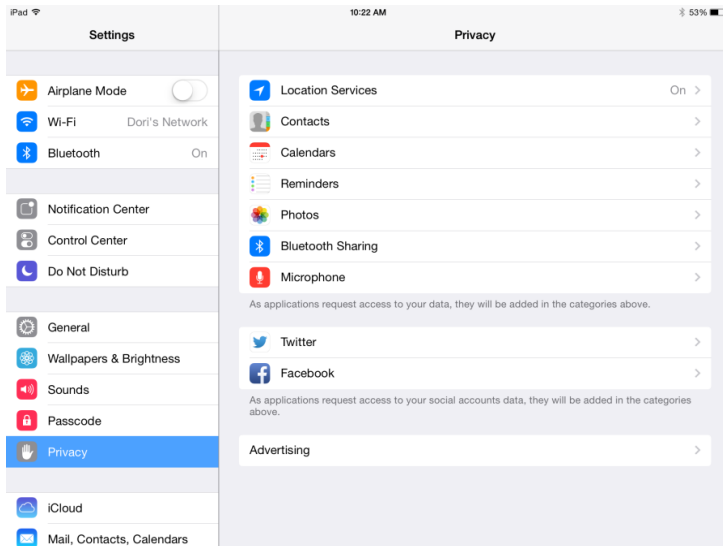 iPad
10:22 AM
53%
Settings
Privacy
Airplane Mode
Wi-Fi Dori's Network
Bluetooth On
Notification Center
Control Center
Do Not Disturb
General
Wallpapers & Brightness
Sounds
Passcode
Privacy
iCloud
Mail, Contacts, Calendars
Location Services On
Contacts
Calendars
Reminders
Photos
Bluetooth Sharing
Microphone
As applications request access to your data, they will be added in the categories above.
Twitter
Facebook
As applications request access to your social accounts data, they will be added in the categories
above.
Advertising